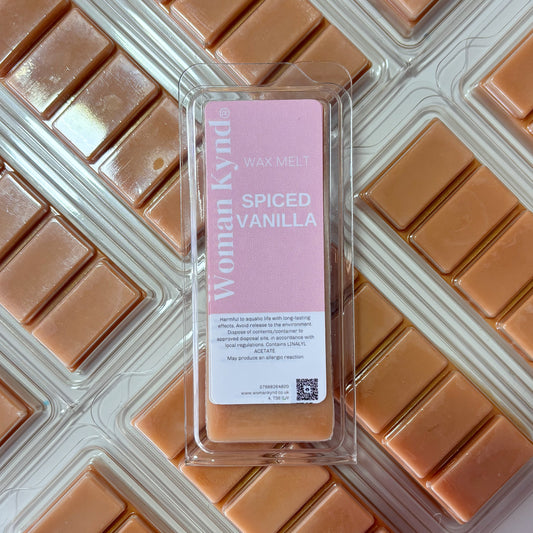 Woman Kynd®
WAX MELT
SPICED
VANILLA
Harmful to aquatic life with long-lasting
effects. Avoid release to the environment.
Dispose of contents/container to
approved disposal site, in accordance with
local regulations. Contains LINALYL
ACETATE
May produce an allergic reaction
07888264820
www.womankynd.co.uk